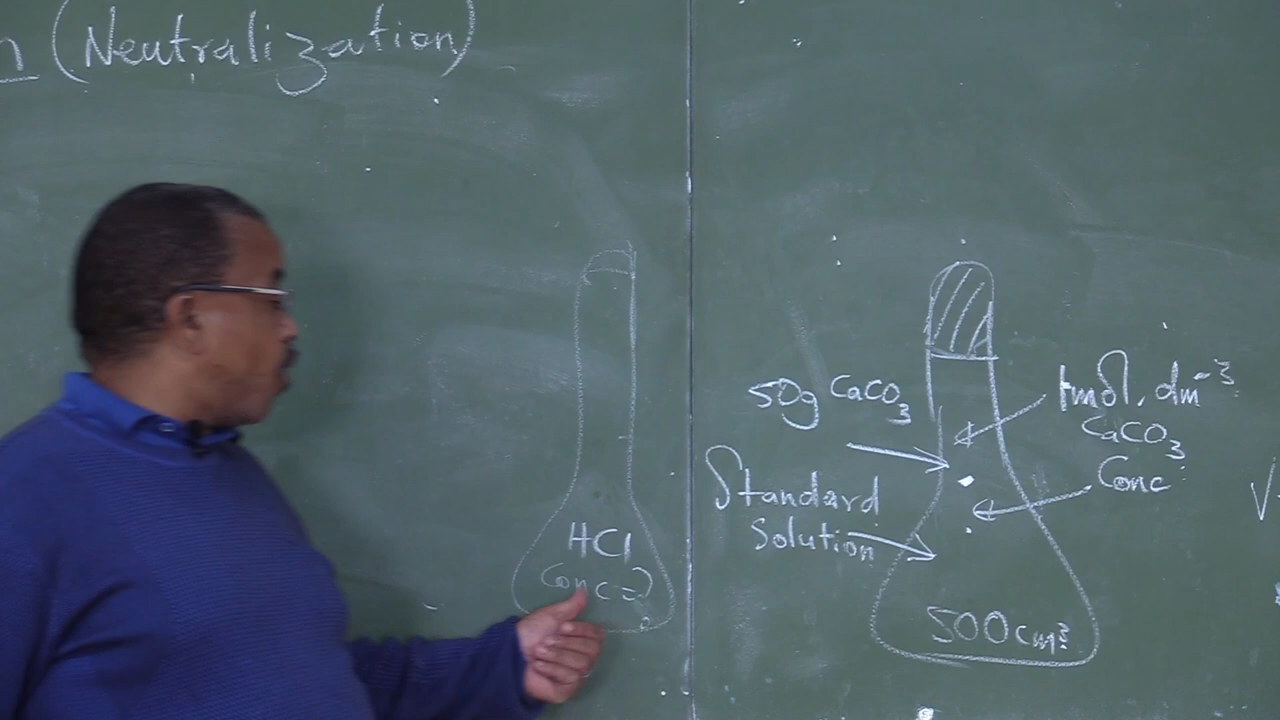 n (Neutralization)
HCl
Conc=?
50g CaCO3
Standard
Solution
1mol.dm-3
CaCO3
Conc:
500cm3
V